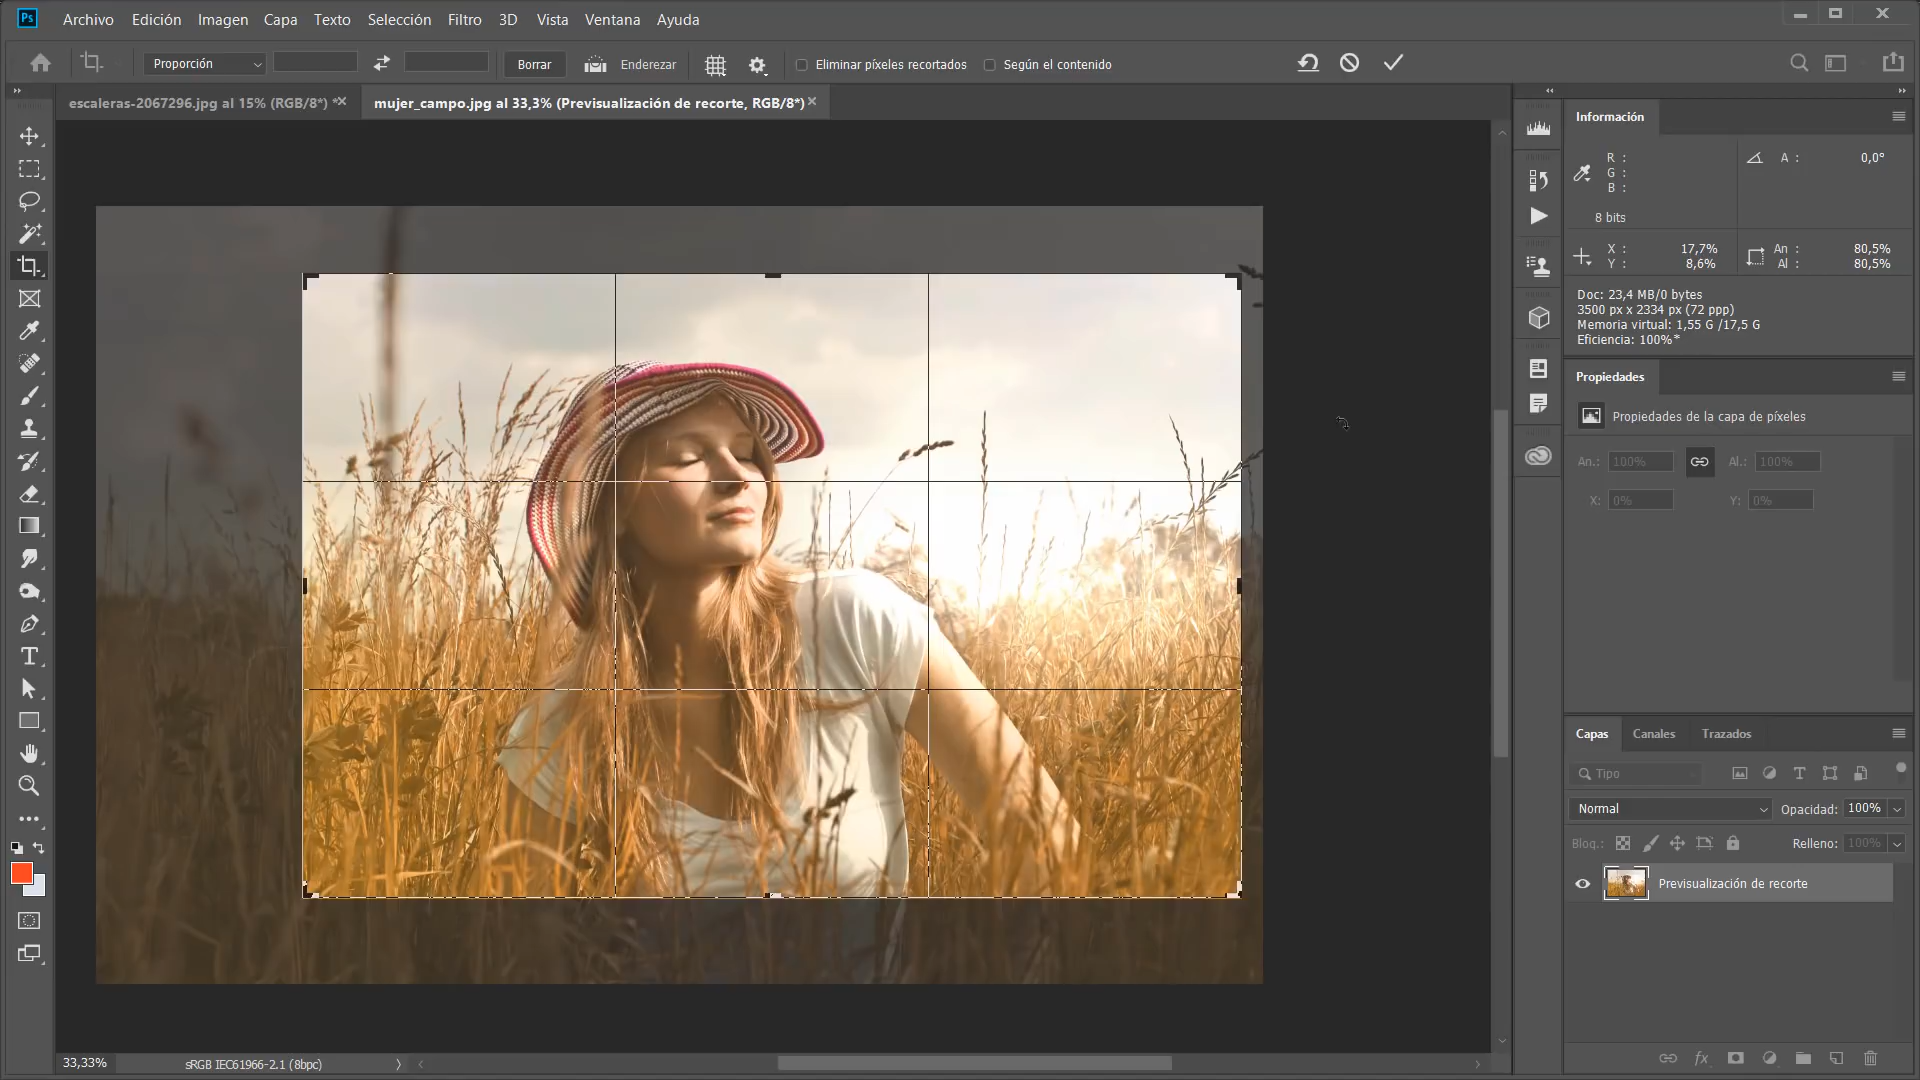 Ps
Archivo Edición Imagen Capa Texto Selección Filtro 3D Vista Ventana Ayuda
Proporción Borrar Enderezar Eliminar píxeles recortados Según el contenido
escaleras-2067296.jpg al 15% (RGB/8*) * mujer_campo.jpg al 33,3% (Previsualización de recorte, RGB/8*)
Información
R :
G :
B :
A : 0,0°
8 bits
X : 17,7%
Y : 8,6%
An : 80,5%
Al : 80,5%
Doc: 23,4 MB/0 bytes
3500 px x 2334 px (72 ppp)
Memoria virtual: 1,55 G /17,5 G
Eficiencia: 100%*
Propiedades
Propiedades de la capa de píxeles
An.: 100% Al.: 100%
X: 0% Y: 0%
Capas Canales Trazados
Tipo
Normal Opacidad: 100%
Bloq.: Relleno: 100%
Previsualización de recorte
fx
33,33% sRGB IEC61966-2.1 (8bpc)